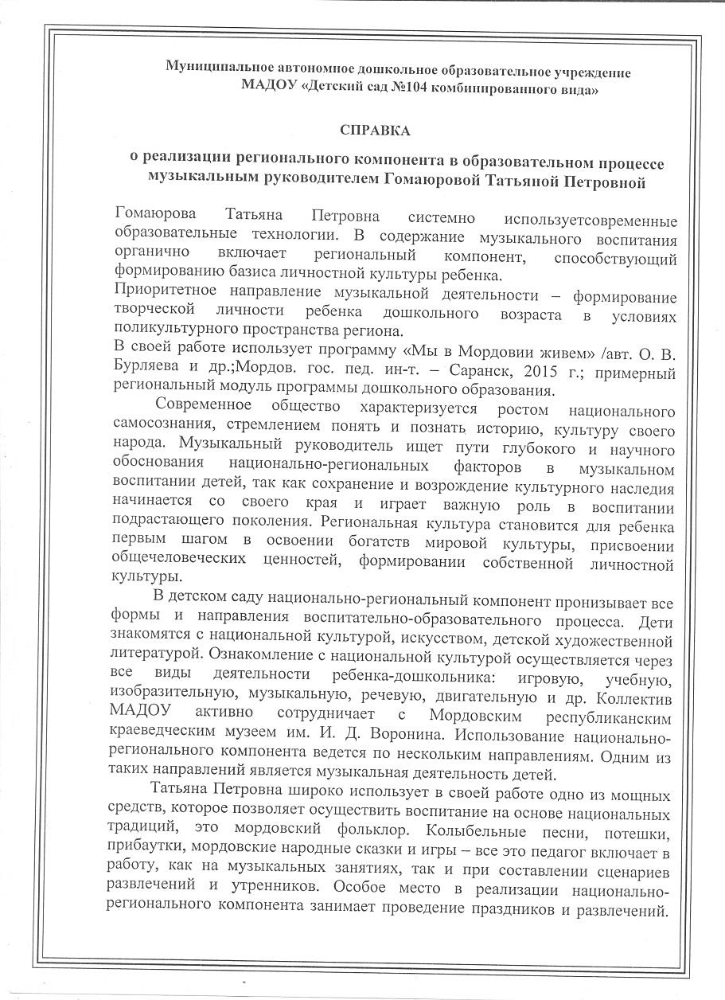 Муниципальное автономное дошкольное образовательное учреждение
МАДОУ «Детский сад №104 комбинированного вида»
СПРАВКА
о реализации регионального компонента в образовательном процессе
музыкальным руководителем Гомаюровой Татьяной Петровной
Гомаюрова Татьяна Петровна системно используетсовременные
образовательные технологии. В содержание музыкального воспитания
органично включает региональный компонент, способствующий
формированию базиса личностной культуры ребенка.
Приоритетное направление музыкальной деятельности – формирование
творческой личности ребенка дошкольного возраста в условиях
поликультурного пространства региона.
В своей работе использует программу «Мы в Мордовии живем» /авт. О. В.
Бурляева и др.;Мордов. гос. пед. ин-т. – Саранск, 2015 г.; примерный
региональный модуль программы дошкольного образования.
Современное общество характеризуется ростом национального
самосознания, стремлением понять и познать историю, культуру своего
народа. Музыкальный руководитель ищет пути глубокого и научного
обоснования национально-региональных факторов в музыкальном
воспитании детей, так как сохранение и возрождение культурного наследия
начинается со своего края и играет важную роль в воспитании
подрастающего поколения. Региональная культура становится для ребенка
первым шагом в освоении богатств мировой культуры, присвоении
общечеловеческих ценностей, формировании собственной личностной
культуры.
В детском саду национально-региональный компонент пронизывает все
формы и направления воспитательно-образовательного процесса. Дети
знакомятся с национальной культурой, искусством, детской художественной
литературой. Ознакомление с национальной культурой осуществляется через
все виды деятельности ребенка-дошкольника: игровую, учебную,
изобразительную, музыкальную, речевую, двигательную и др. Коллектив
МАДОУ активно сотрудничает с Мордовским республиканским
краеведческим музеем им. И. Д. Воронина. Использование национально-
регионального компонента ведется по нескольким направлениям. Одним из
таких направлений является музыкальная деятельность детей.
Татьяна Петровна широко использует в своей работе одно из мощных
средств, которое позволяет осуществить воспитание на основе национальных
традиций, это мордовский фольклор. Колыбельные песни, потешки,
прибаутки, мордовские народные сказки и игры – все это педагог включает в
работу, как на музыкальных занятиях, так и при составлении сценариев
развлечений и утренников. Особое место в реализации национально-
регионального компонента занимает проведение праздников и развлечений.